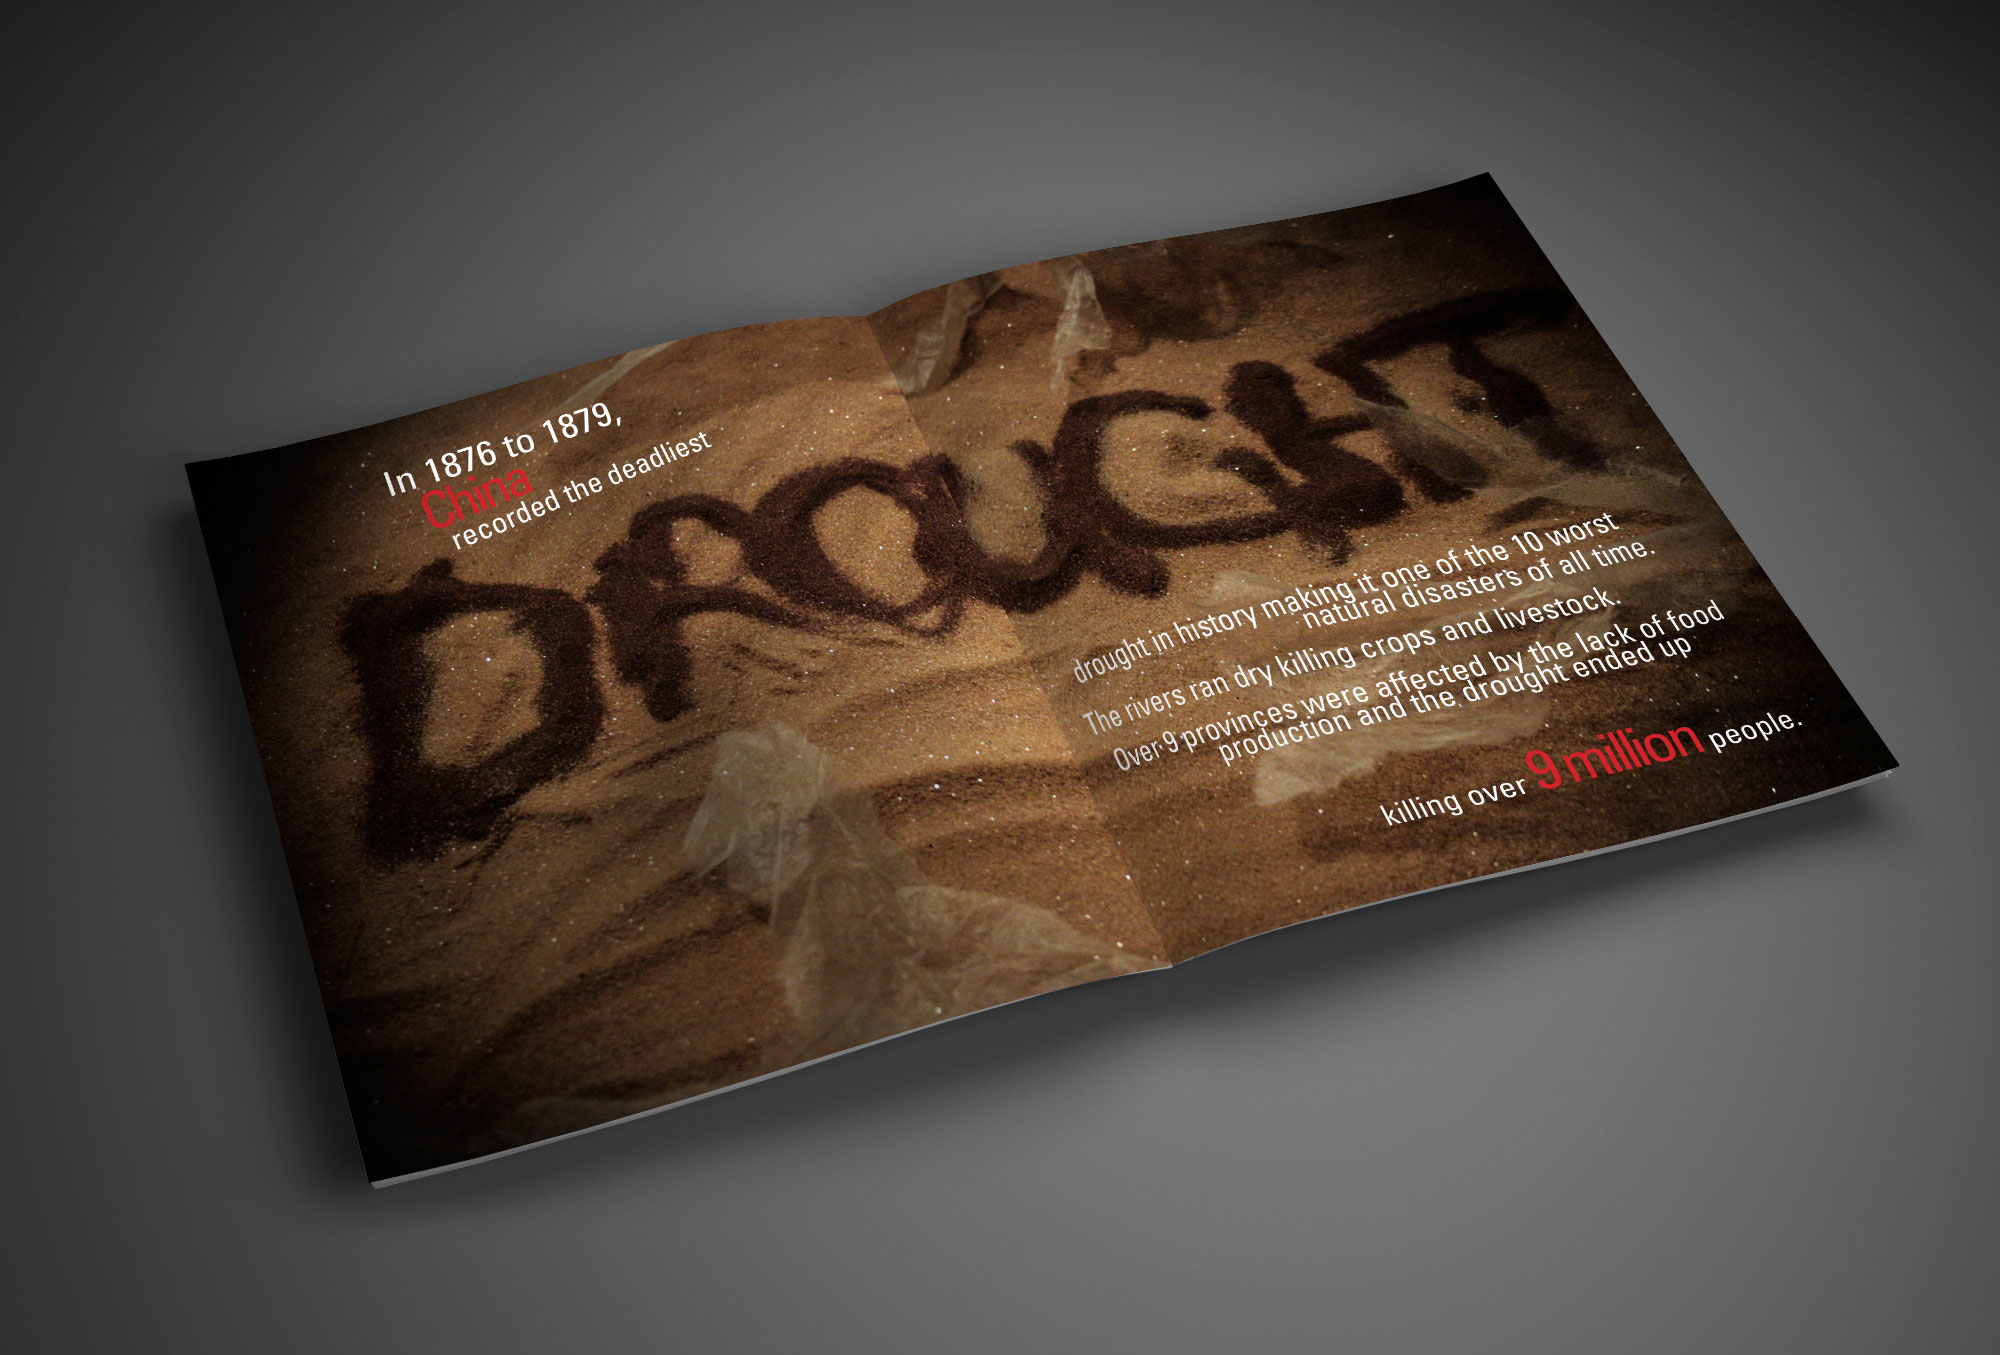 In 1876 to 1879,
China
recorded the deadliest
DROUGHT
drought in history making it one of the 10 worst
natural disasters of all time.
The rivers ran dry killing crops and livestock.
Over 9 provinces were affected by the lack of food
production and the drought ended up
killing over 9 million people.